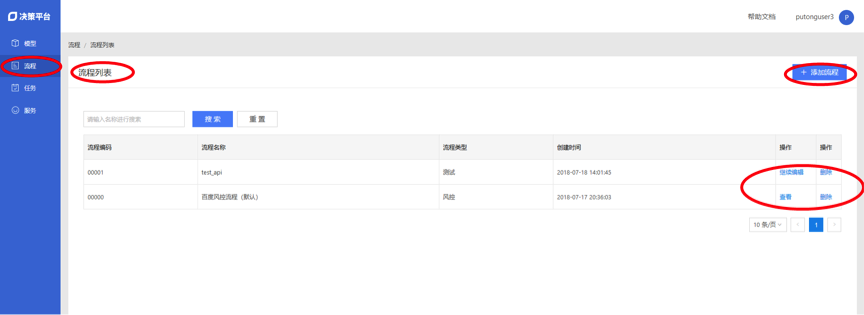 决策平台
帮助文档 putonguser3 P
模型
流程
任务
服务
流程 / 流程列表
流程列表
+ 添加流程
请输入名称进行搜索 搜 索 重 置
流程编码 流程名称 流程类型 创建时间 操作 操作
00001 test_api 测试 2018-07-18 14:01:45 继续编辑 删除
00000 百度风控流程（默认） 风控 2018-07-17 20:36:03 查看 删除
10 条/页 < 1 >